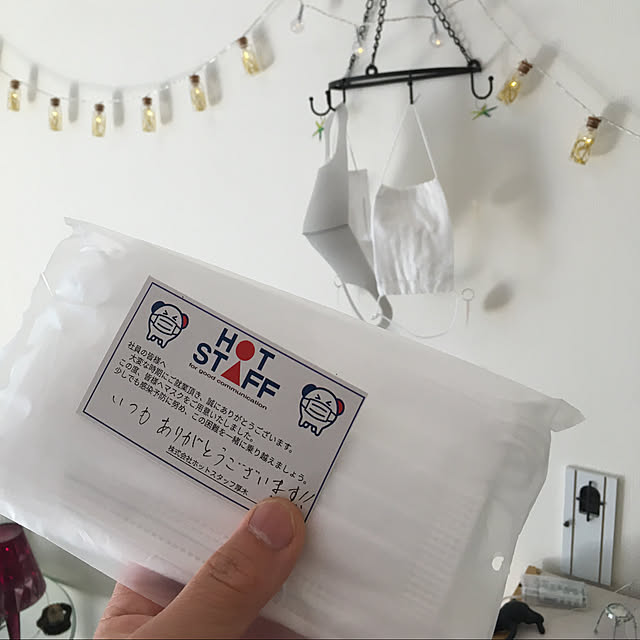 HOT
STAFF
for good communication
社員の皆様へ
大変な時期にご就業頂き、誠にありがとうございます。
この度、皆様へマスクをご用意いたしました。
少しでも感染予防に努め、この困難を一緒に乗り越えましょう。
いつも ありがとうございます!!
株式会社ホットスタッフ厚木